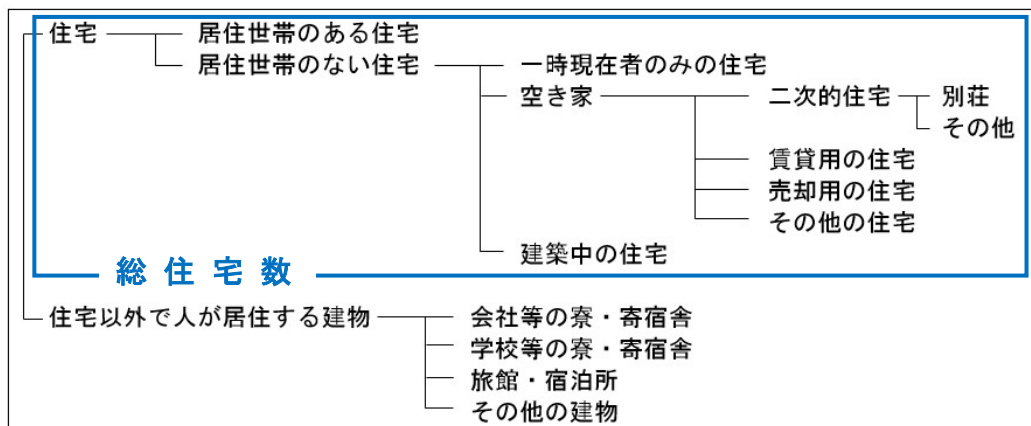 住宅 居住世帯のある住宅
居住世帯のない住宅 一時現在者のみの住宅
空き家 二次的住宅 別荘
その他
賃貸用の住宅
売却用の住宅
その他の住宅
建築中の住宅
総住宅数
住宅以外で人が居住する建物 会社等の寮・寄宿舎
学校等の寮・寄宿舎
旅館・宿泊所
その他の建物